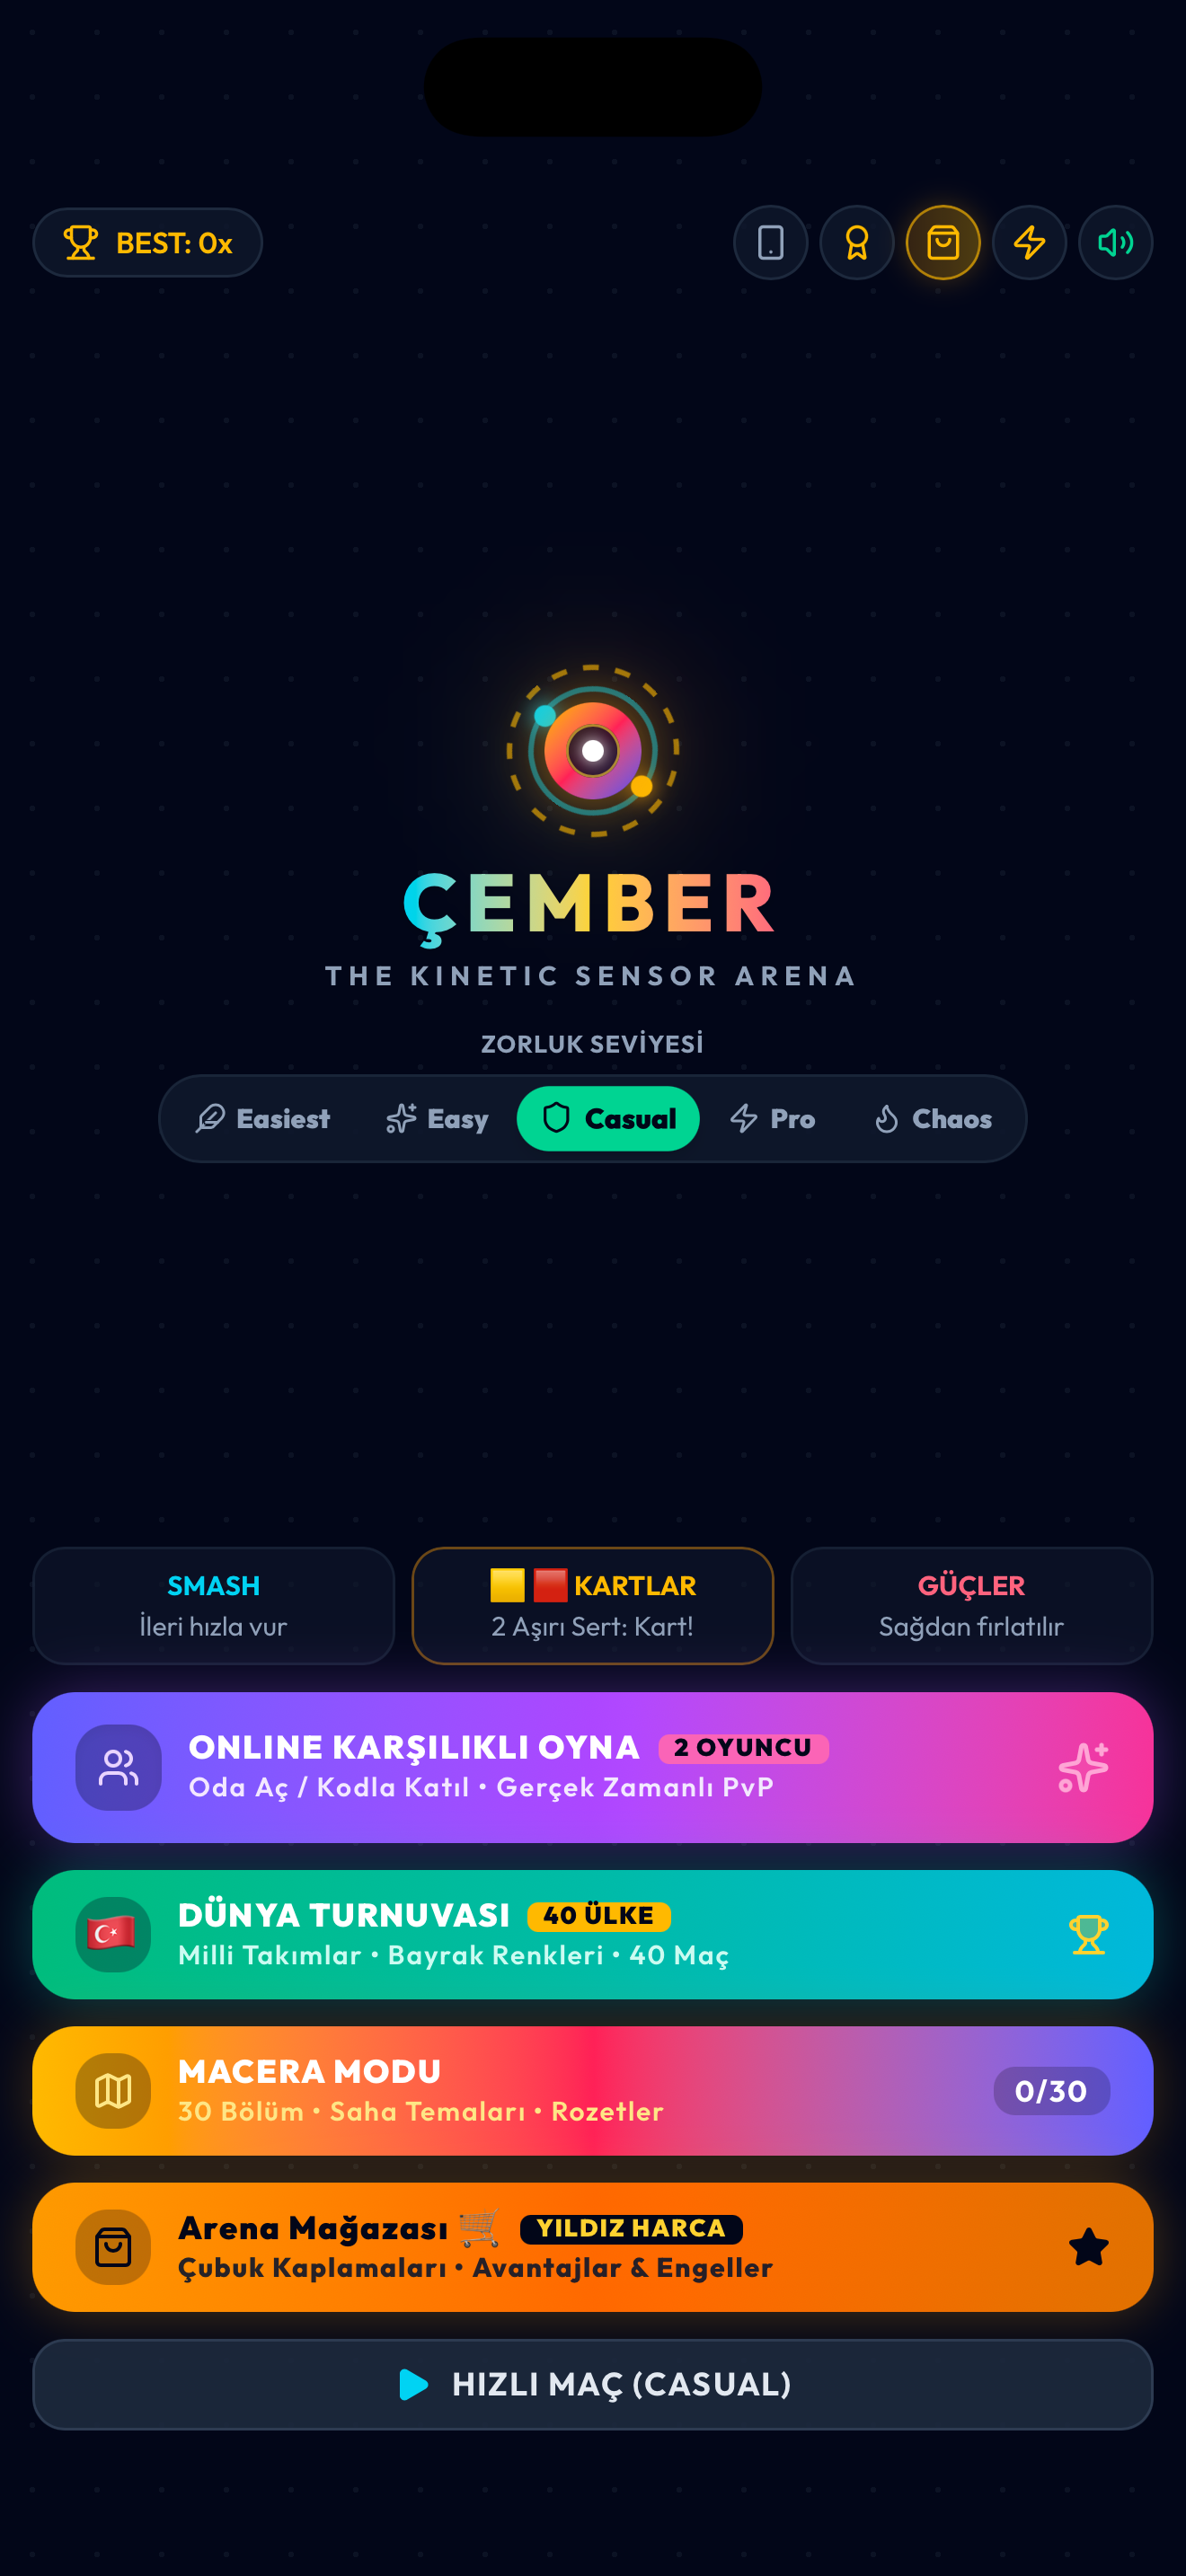 BEST: 0x
ÇEMBER
THE KINETIC SENSOR ARENA
ZORLUK SEVİYESİ
Easiest Easy Casual Pro Chaos
SMASH
İleri hızla vur
KARTLAR
2 Aşırı Sert: Kart!
GÜÇLER
Sağdan fırlatılır
ONLINE KARŞILIKLI OYNA 2 OYUNCU
Oda Aç / Kodla Katıl • Gerçek Zamanlı PvP
DÜNYA TURNUVASI 40 ÜLKE
Milli Takımlar • Bayrak Renkleri • 40 Maç
MACERA MODU
30 Bölüm • Saha Temaları • Rozetler
0/30
Arena Mağazası YILDIZ HARCA
Çubuk Kaplamaları • Avantajlar & Engeller
HIZLI MAÇ (CASUAL)